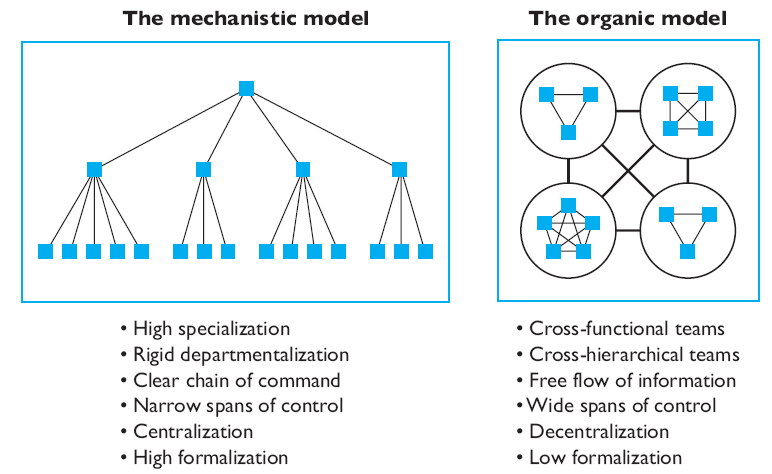 The mechanistic model
• High specialization
• Rigid departmentalization
• Clear chain of command
• Narrow spans of control
• Centralization
• High formalization
The organic model
• Cross-functional teams
• Cross-hierarchical teams
• Free flow of information
• Wide spans of control
• Decentralization
• Low formalization